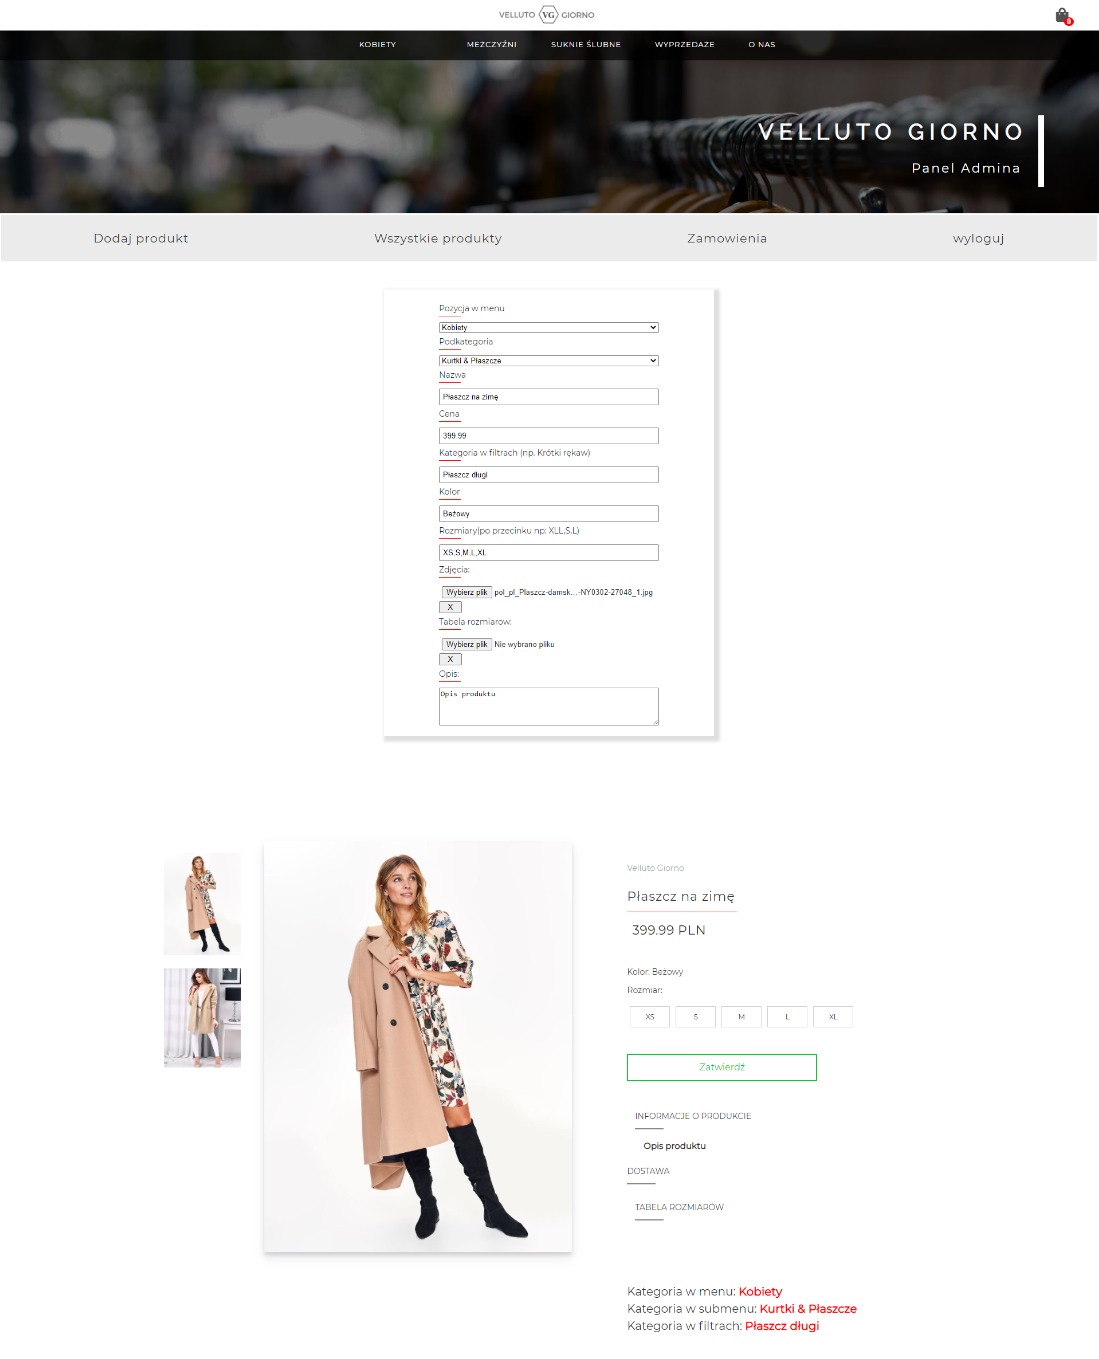 VELLUTO VG GIORNO
0
KOBIETY MEŻCZYŹNI SUKNIE ŚLUBNE WYPRZEDAŻE O NAS
VELLUTO GIORNO
Panel Admina
Dodaj produkt Wszystkie produkty Zamowienia wyloguj
Pozycja w menu
Kobiety
Podkategoria
Kurtki & Płaszcze
Nazwa
Płaszcz na zimę
Cena
399.99
Kategoria w filtrach (np. Krótki rękaw)
Płaszcz długi
Kolor
Beżowy
Rozmiary(po przecinku np: XLL,S,L)
XS,S,M,L,XL
Zdjęcia:
Wybierz plik pol_pl_Plaszcz-damsk...-NY0302-27048_1.jpg
X
Tabela rozmiarow:
Wybierz plik Nie wybrano pliku
X
Opis:
Opis produktu
Velluto Giorno
Płaszcz na zimę
399.99 PLN
Kolor: Beżowy
Rozmiar:
XS S M L XL
Zatwierdź
INFORMACJE O PRODUKCIE
Opis produktu
DOSTAWA
TABELA ROZMIARÓW
Kategoria w menu: Kobiety
Kategoria w submenu: Kurtki & Płaszcze
Kategoria w filtrach: Płaszcz długi